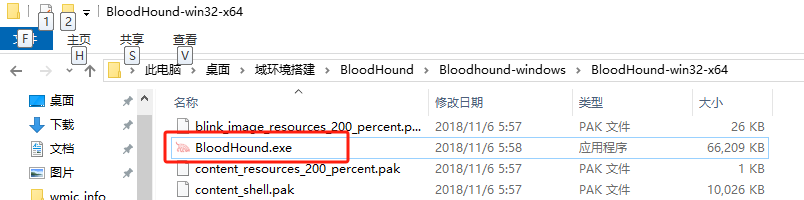 1 2 BloodHound-win32-x64
文件 主页 共享 查看
F H S V
此电脑 桌面 域环境搭建 BloodHound Bloodhound-windows BloodHound-win32-x64
桌面 名称 修改日期 类型 大小
下载 blink_image_resources_200_percent.p... 2018/11/6 5:57 PAK 文件 26 KB
文档 BloodHound.exe 2018/11/6 5:58 应用程序 66,209 KB
图片 content_resources_200_percent.pak 2018/11/6 5:57 PAK 文件 1 KB
wmic info content_shell.pak 2018/11/6 5:57 PAK 文件 10,026 KB